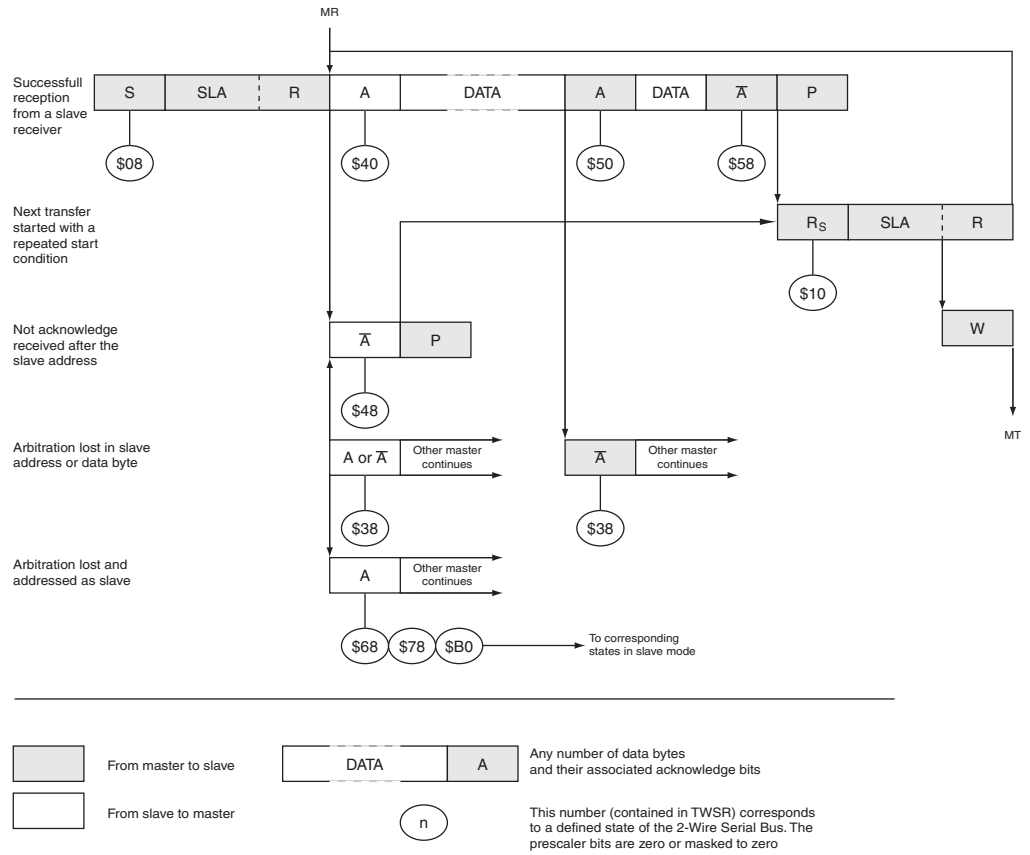 MR
Successfull
reception
from a slave
receiver
S SLA R A DATA A DATA A̅ P
$08 $40 $50 $58
Next transfer
started with a
repeated start
condition
RS SLA R
$10
Not acknowledge
received after the
slave address
A̅ P
W
$48
MT
Arbitration lost in slave
address or data byte
A or A̅
Other master
continues
A̅
Other master
continues
$38 $38
Arbitration lost and
addressed as slave
A
Other master
continues
$68 $78 $B0
To corresponding
states in slave mode
From master to slave
DATA A
Any number of data bytes
and their associated acknowledge bits
From slave to master
n
This number (contained in TWSR) corresponds
to a defined state of the 2-Wire Serial Bus. The
prescaler bits are zero or masked to zero